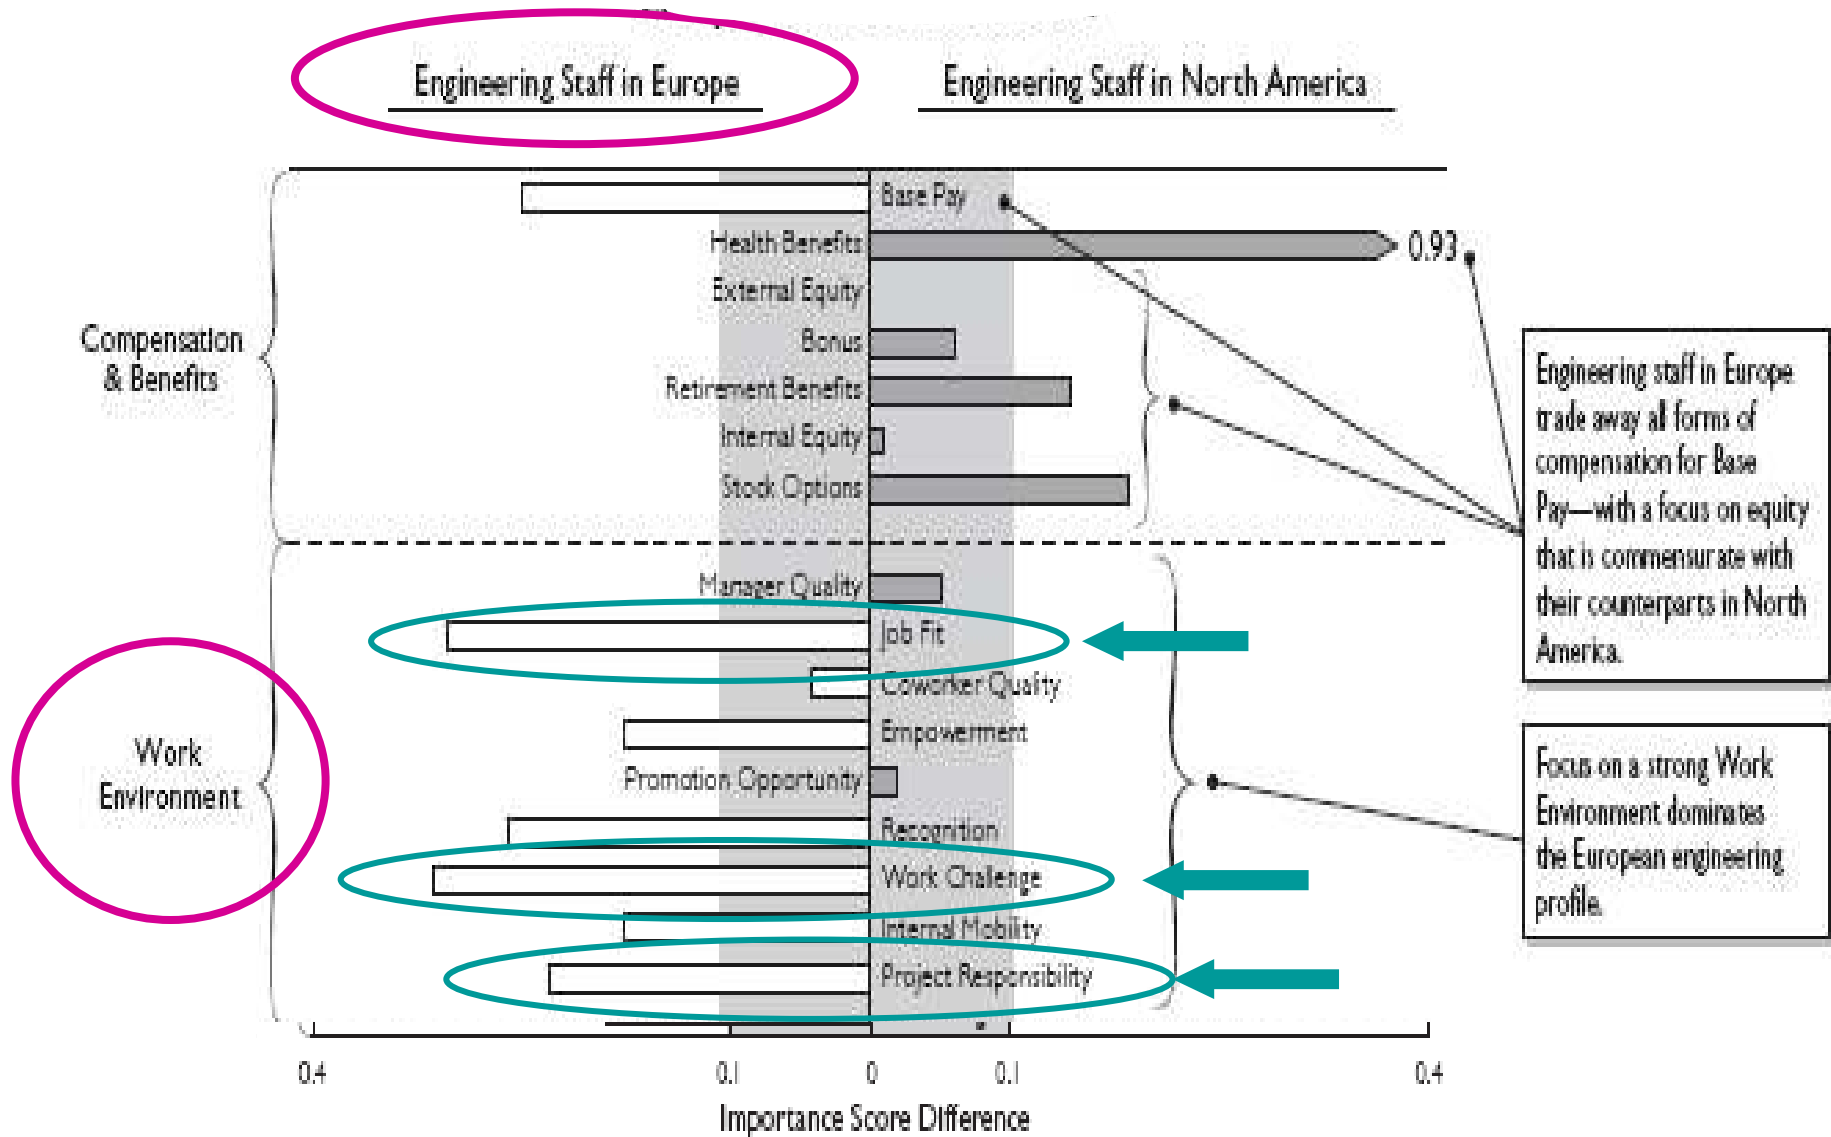 Engineering Staff in Europe
Engineering Staff in North America
Base Pay
Health Benefits
0.93
External Equity
Bonus
Retirement Benefits
Internal Equity
Stock Options
Compensation
& Benefits
Manager Quality
Job Fit
Coworker Quality
Empowerment
Promotion Opportunity
Recognition
Work Challenge
Internal Mobility
Project Responsibility
Work
Environment
Engineering staff in Europe
trade away all forms of
compensation for Base
Pay—with a focus on equity
that is commensurate with
their counterparts in North
America.
Focus on a strong Work
Environment dominates
the European engineering
profile.
0.4
0.1
0
0.1
0.4
Importance Score Difference